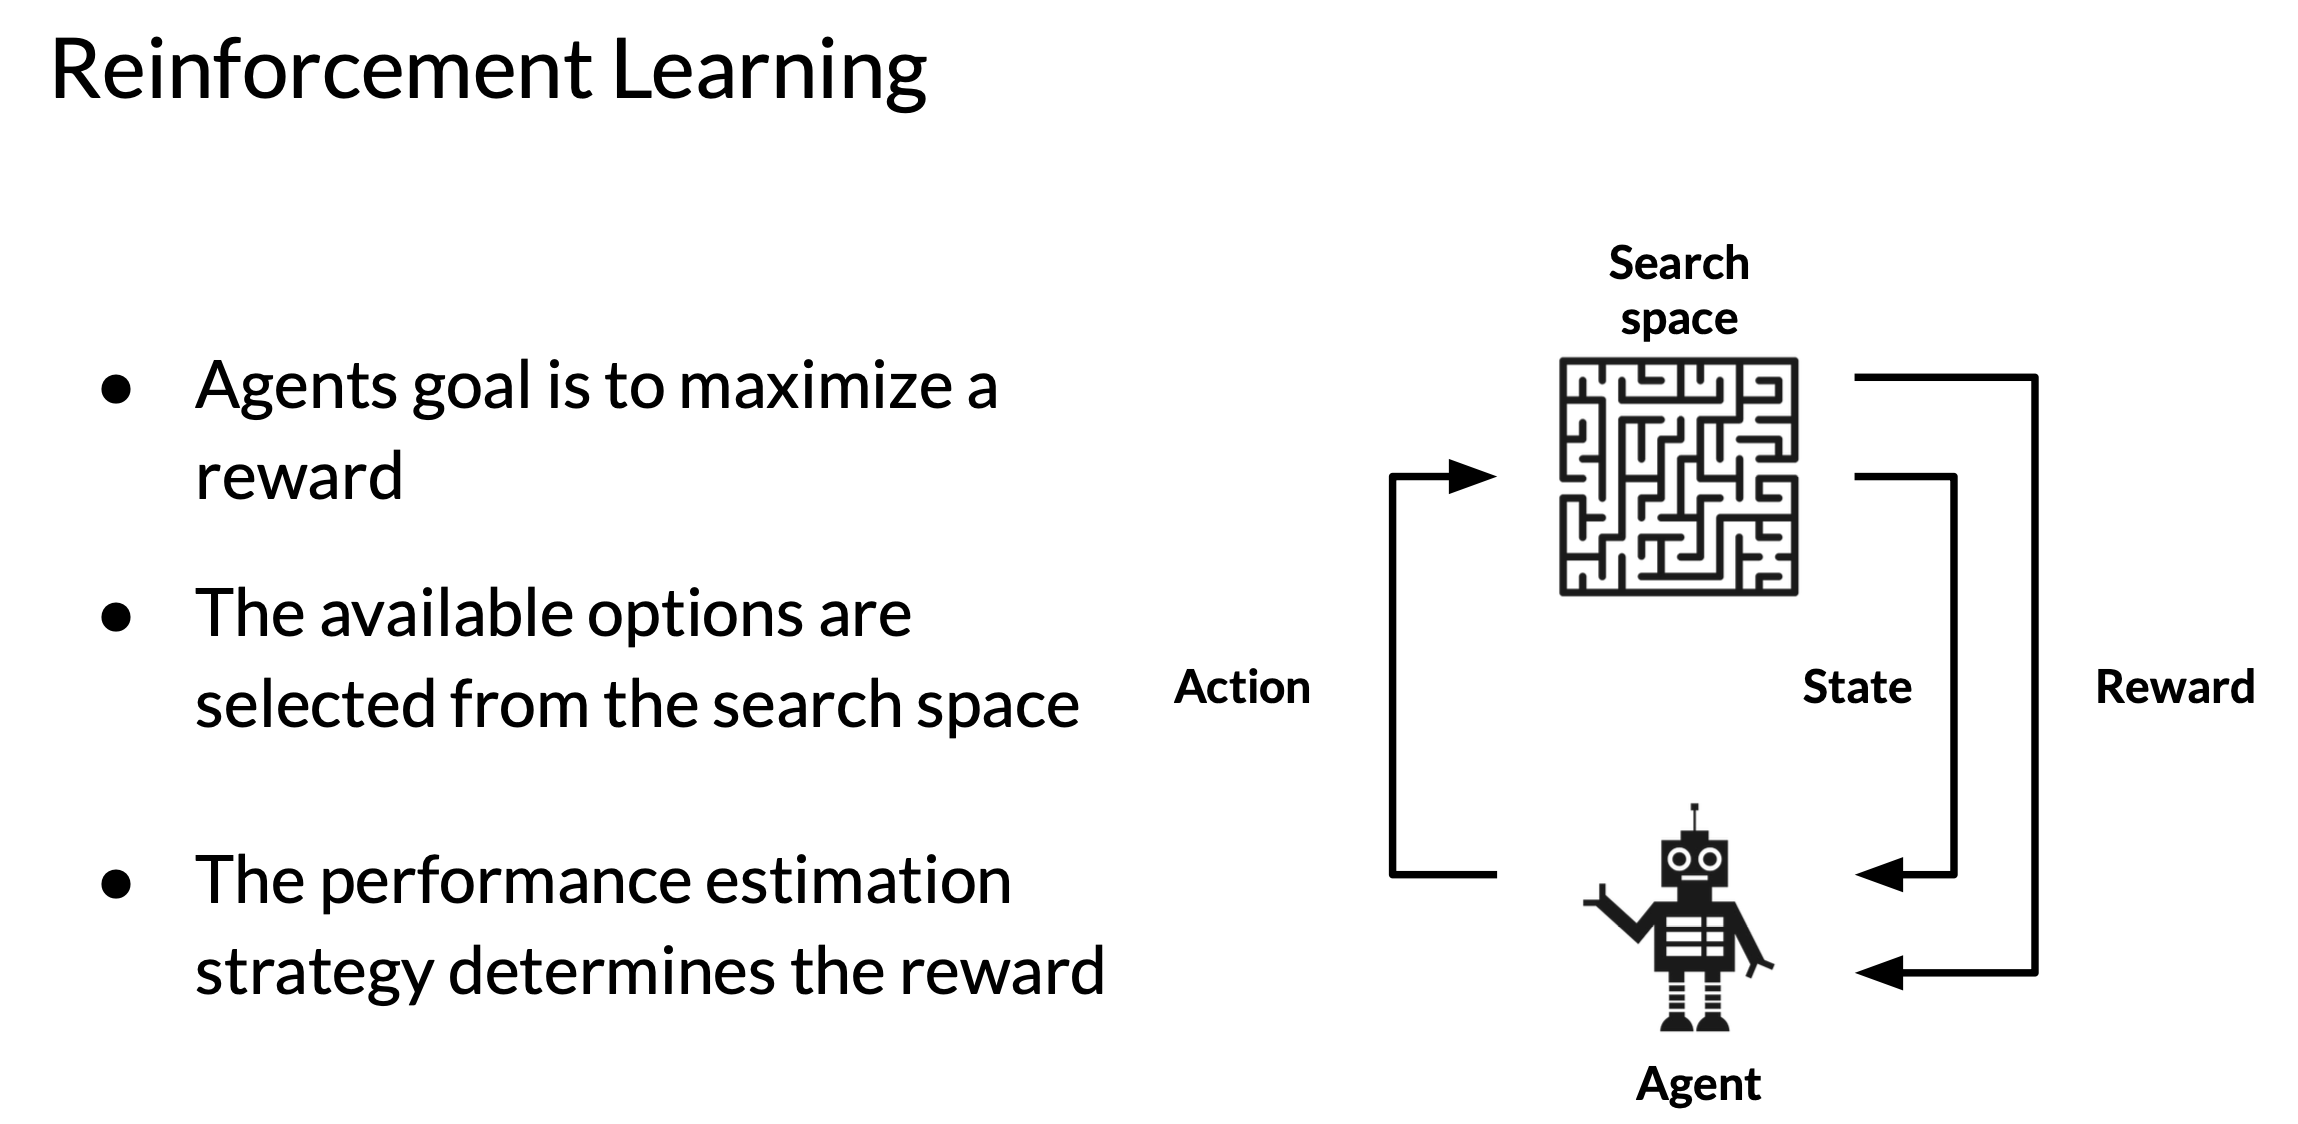 Reinforcement Learning
● Agents goal is to maximize a
reward
● The available options are
selected from the search space
● The performance estimation
strategy determines the reward
Search
space
Action
State
Reward
Agent